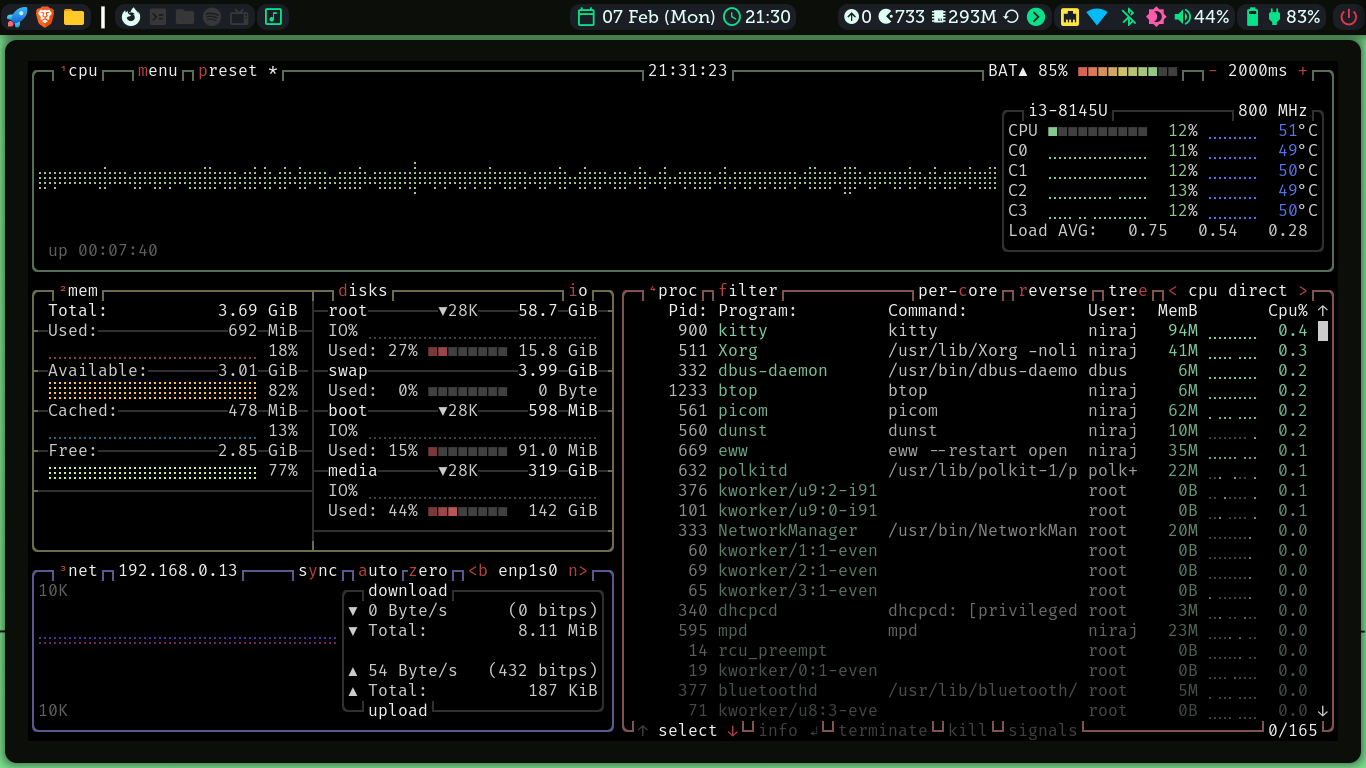 07 Feb (Mon) 21:30 0 733 293M 44% 83%
¹cpu menu preset * 21:31:23 BAT▲ 85% - 2000ms +
i3-8145U 800 MHz
CPU 12% 51°C
C0 11% 49°C
C1 12% 50°C
C2 13% 49°C
C3 12% 50°C
Load AVG: 0.75 0.54 0.28
up 00:07:40
²mem disks io
Total: 3.69 GiB
Used: 692 MiB
18%
Available: 3.01 GiB
82%
Cached: 478 MiB
13%
Free: 2.85 GiB
77%
root ▼28K 58.7 GiB
IO%
Used: 27% 15.8 GiB
swap 3.99 GiB
Used: 0% 0 Byte
boot ▼28K 598 MiB
IO%
Used: 15% 91.0 MiB
media ▼28K 319 GiB
IO%
Used: 44% 142 GiB
³net 192.168.0.13 sync auto zero <b enp1s0 n>
10K
download
▼ 0 Byte/s (0 bitps)
▼ Total: 8.11 MiB
▲ 54 Byte/s (432 bitps)
▲ Total: 187 KiB
upload
10K
⁴proc filter per-core reverse tree < cpu direct >
Pid: Program: Command: User: MemB Cpu% ↑
900 kitty kitty niraj 94M 0.4
511 Xorg /usr/lib/Xorg -noli niraj 41M 0.3
332 dbus-daemon /usr/bin/dbus-daemo dbus 6M 0.2
1233 btop btop niraj 6M 0.2
561 picom picom niraj 62M 0.2
560 dunst dunst niraj 10M 0.2
669 eww eww --restart open niraj 35M 0.1
632 polkitd /usr/lib/polkit-1/p polk+ 22M 0.1
376 kworker/u9:2-i91 root 0B 0.1
101 kworker/u9:0-i91 root 0B 0.1
333 NetworkManager /usr/bin/NetworkMan root 20M 0.0
60 kworker/1:1-even root 0B 0.0
69 kworker/2:1-even root 0B 0.0
65 kworker/3:1-even root 0B 0.0
340 dhcpcd dhcpcd: [privileged root 3M 0.0
595 mpd mpd niraj 23M 0.0
14 rcu_preempt root 0B 0.0
19 kworker/0:1-even root 0B 0.0
377 bluetoothd /usr/lib/bluetooth/ root 5M 0.0
71 kworker/u8:3-eve root 0B 0.0 ↓
↑ select ↓ info ↲ terminate kill signals 0/165